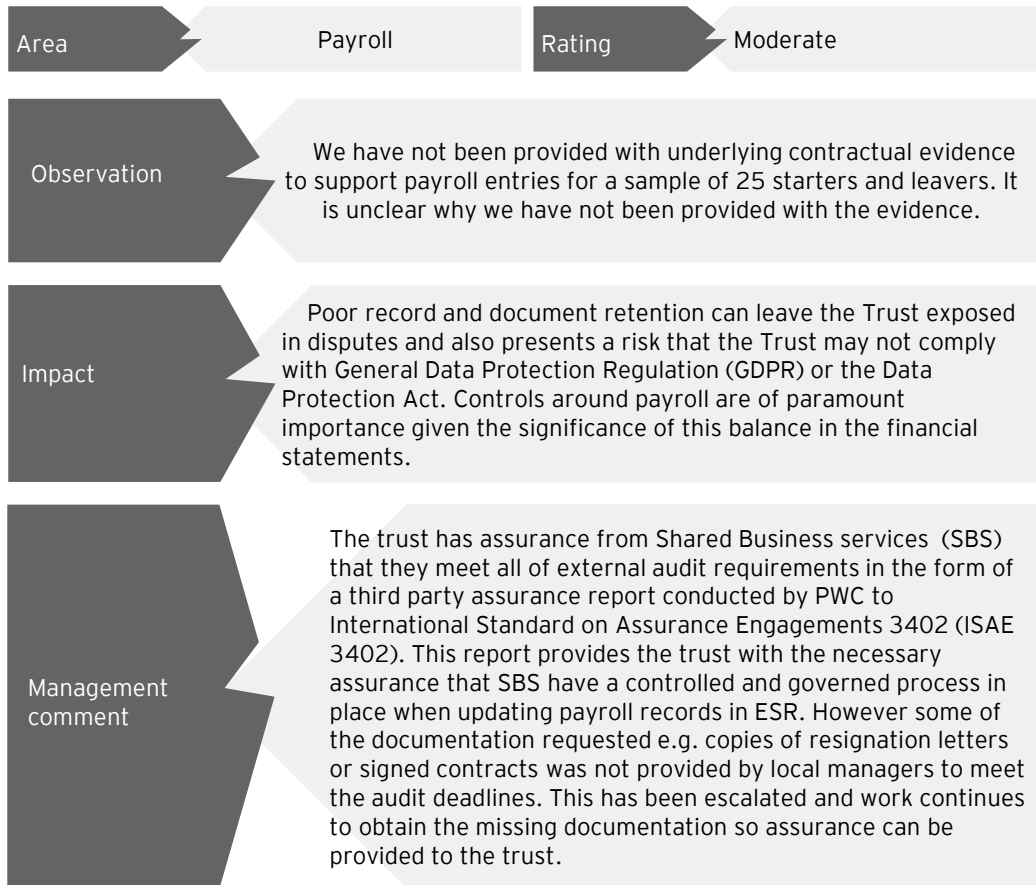 Area
Payroll
Rating
Moderate
Observation
We have not been provided with underlying contractual evidence
to support payroll entries for a sample of 25 starters and leavers. It
is unclear why we have not been provided with the evidence.
Impact
Poor record and document retention can leave the Trust exposed
in disputes and also presents a risk that the Trust may not comply
with General Data Protection Regulation (GDPR) or the Data
Protection Act. Controls around payroll are of paramount
importance given the significance of this balance in the financial
statements.
Management
comment
The trust has assurance from Shared Business services (SBS)
that they meet all of external audit requirements in the form of
a third party assurance report conducted by PWC to
International Standard on Assurance Engagements 3402 (ISAE
3402). This report provides the trust with the necessary
assurance that SBS have a controlled and governed process in
place when updating payroll records in ESR. However some of
the documentation requested e.g. copies of resignation letters
or signed contracts was not provided by local managers to meet
the audit deadlines. This has been escalated and work continues
to obtain the missing documentation so assurance can be
provided to the trust.